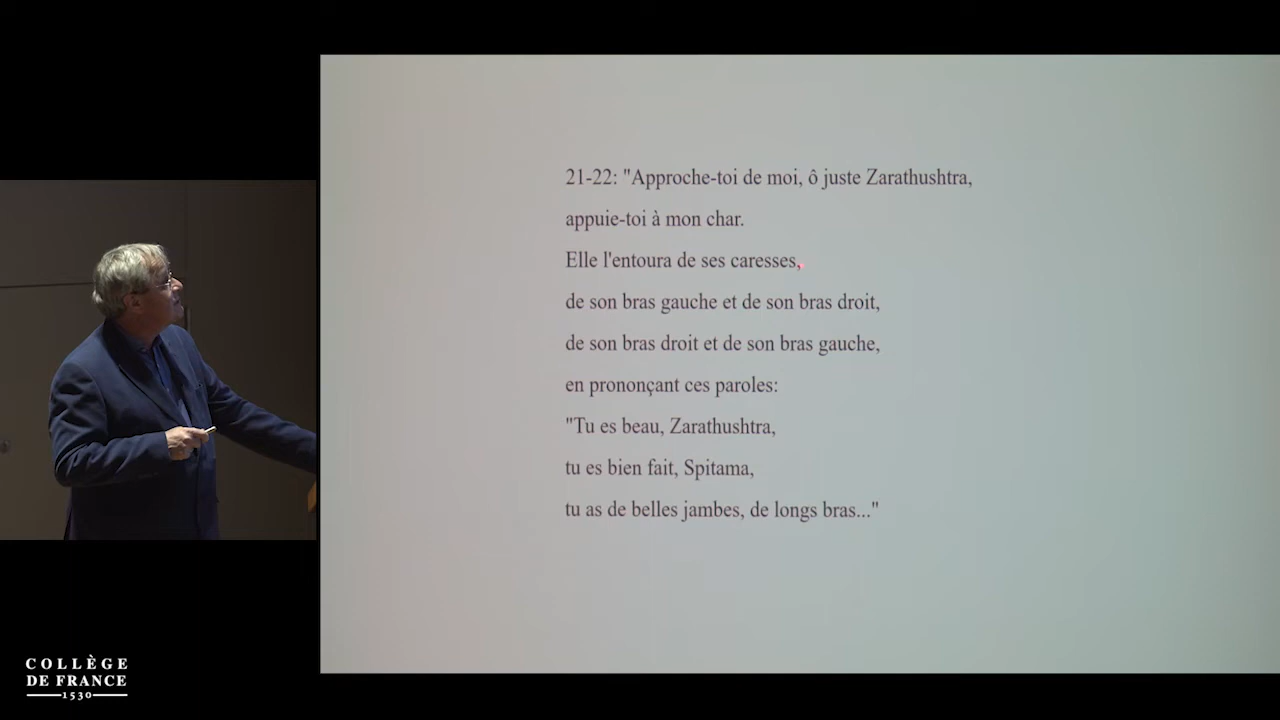 21-22: "Approche-toi de moi, ô juste Zarathushtra,
appuie-toi à mon char.
Elle l'entoura de ses caresses,
de son bras gauche et de son bras droit,
de son bras droit et de son bras gauche,
en prononçant ces paroles:
"Tu es beau, Zarathushtra,
tu es bien fait, Spitama,
tu as de belles jambes, de longs bras..."
COLLÈGE
DE FRANCE
1530